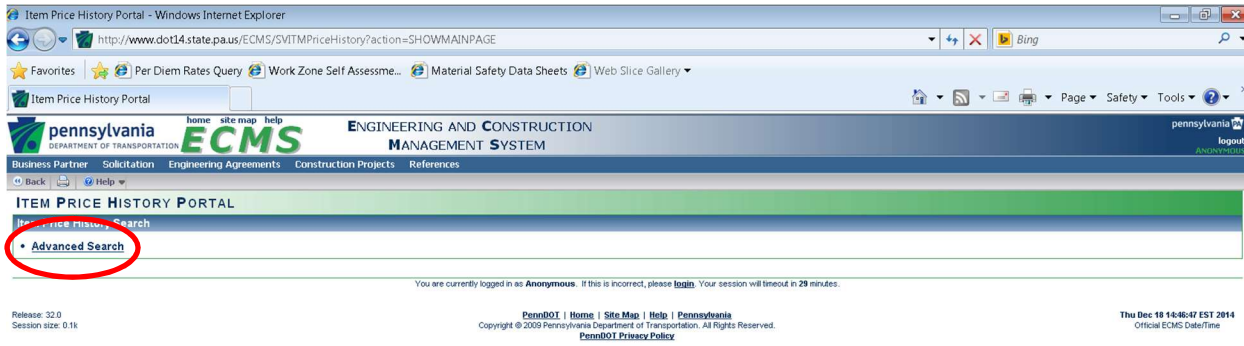 Item Price History Portal - Windows Internet Explorer
http://www.dot14.state.pa.us/ECMS/SVITMPriceHistory?action=SHOWMAINPAGE
Bing
Favorites Per Diem Rates Query Work Zone Self Assessme... Material Safety Data Sheets Web Slice Gallery
Item Price History Portal
Page Safety Tools
home site map help
pennsylvania
DEPARTMENT OF TRANSPORTATION
ECMS
ENGINEERING AND CONSTRUCTION
MANAGEMENT SYSTEM
pennsylvania PA
logout
ANONYMOUS
Business Partner Solicitation Engineering Agreements Construction Projects References
Back Help
ITEM PRICE HISTORY PORTAL
Item Price History Search
• Advanced Search
You are currently logged in as Anonymous. If this is incorrect, please login. Your session will timeout in 29 minutes.
Release: 32.0
Session size: 0.1k
PennDOT | Home | Site Map | Help | Pennsylvania
Copyright © 2009 Pennsylvania Department of Transportation. All Rights Reserved.
PennDOT Privacy Policy
Thu Dec 18 14:46:47 EST 2014
Official ECMS Date/Time